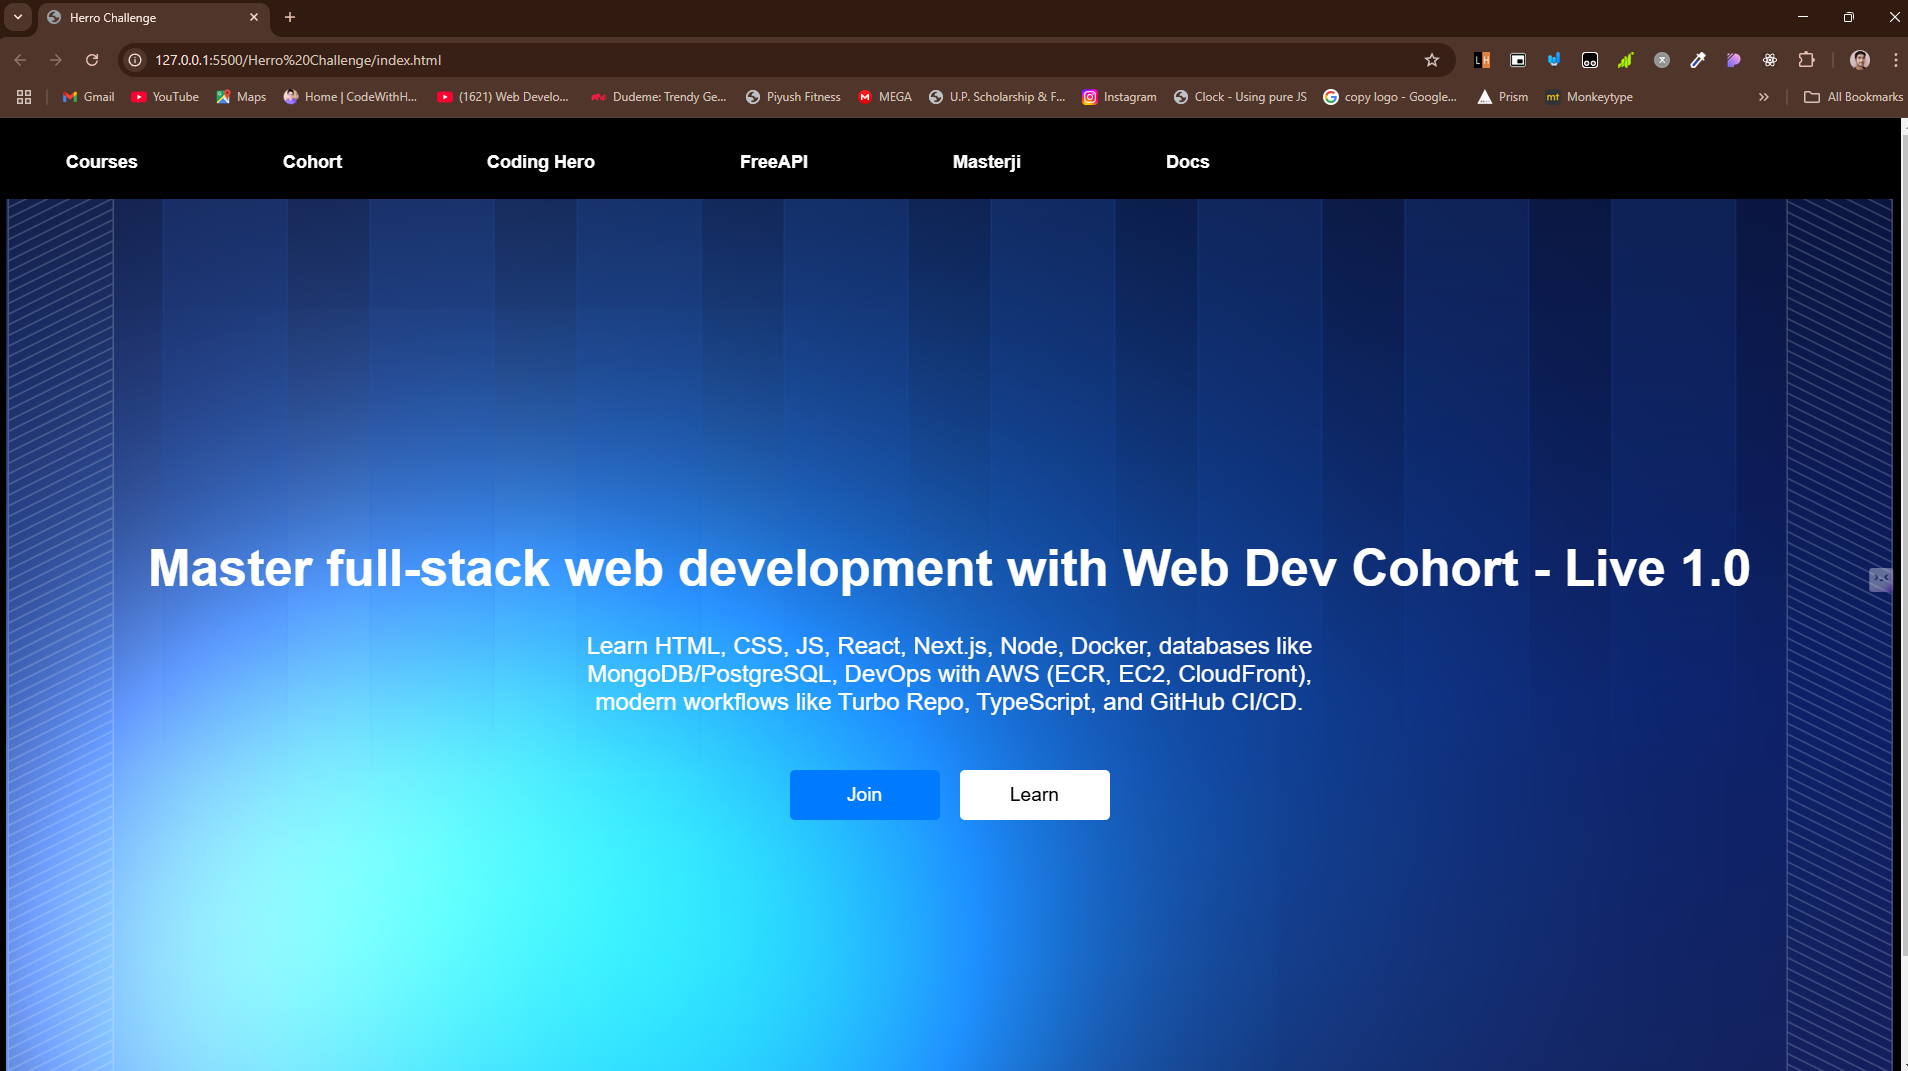 Herro Challenge
127.0.0.1:5500/Herro%20Challenge/index.html
Gmail YouTube Maps Home | CodeWithH... (1621) Web Develo... Dudeme: Trendy Ge... Piyush Fitness MEGA U.P. Scholarship & F... Instagram Clock - Using pure JS copy logo - Google... Prism mt Monkeytype All Bookmarks
Courses Cohort Coding Hero FreeAPI Masterji Docs
Master full-stack web development with Web Dev Cohort - Live 1.0
Learn HTML, CSS, JS, React, Next.js, Node, Docker, databases like
MongoDB/PostgreSQL, DevOps with AWS (ECR, EC2, CloudFront),
modern workflows like Turbo Repo, TypeScript, and GitHub CI/CD.
Join Learn